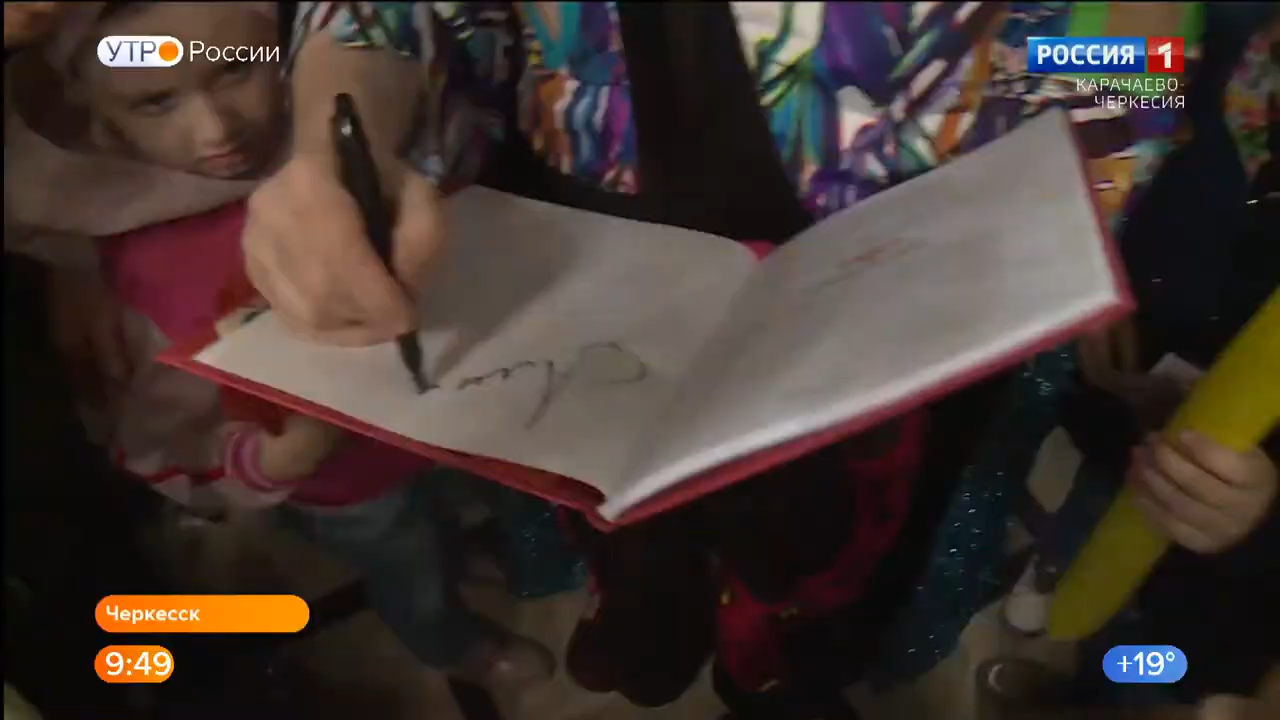 УТРО России
РОССИЯ 1
КАРАЧАЕВО-
ЧЕРКЕСИЯ
Черкесск
9:49
+19°